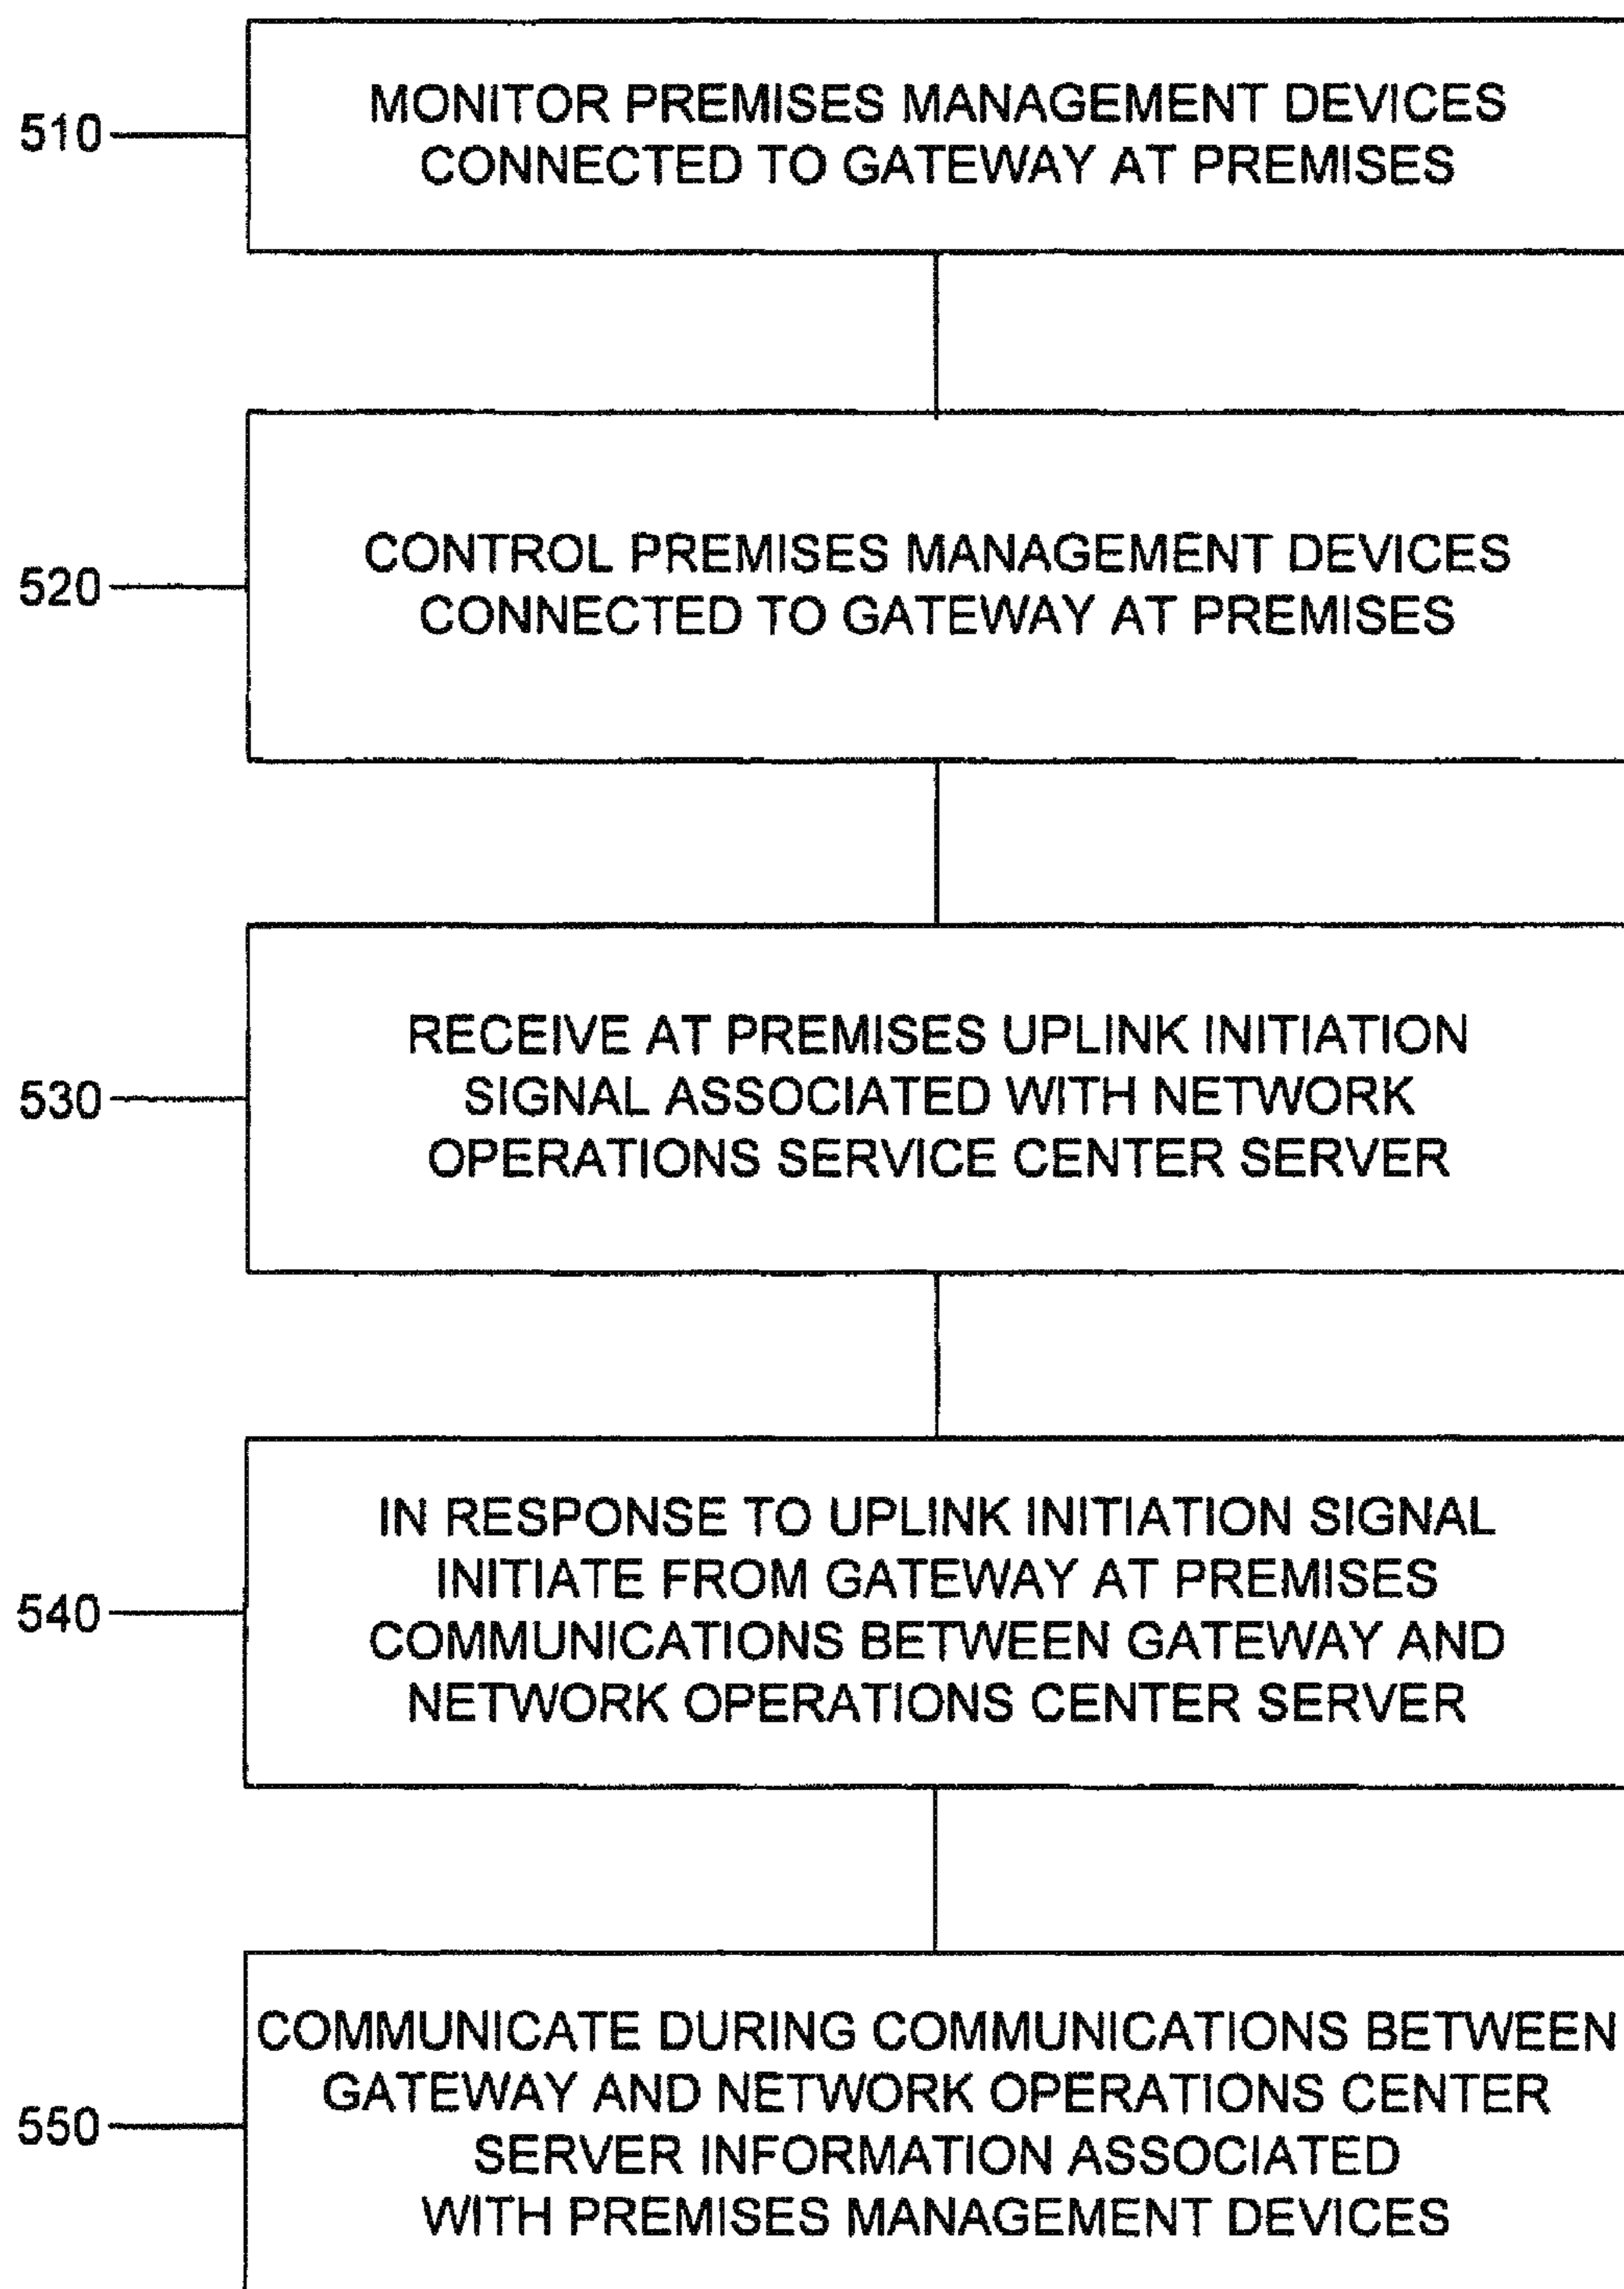 510
MONITOR PREMISES MANAGEMENT DEVICES
CONNECTED TO GATEWAY AT PREMISES
520
CONTROL PREMISES MANAGEMENT DEVICES
CONNECTED TO GATEWAY AT PREMISES
530
RECEIVE AT PREMISES UPLINK INITIATION
SIGNAL ASSOCIATED WITH NETWORK
OPERATIONS SERVICE CENTER SERVER
540
IN RESPONSE TO UPLINK INITIATION SIGNAL
INITIATE FROM GATEWAY AT PREMISES
COMMUNICATIONS BETWEEN GATEWAY AND
NETWORK OPERATIONS CENTER SERVER
550
COMMUNICATE DURING COMMUNICATIONS BETWEEN
GATEWAY AND NETWORK OPERATIONS CENTER
SERVER INFORMATION ASSOCIATED
WITH PREMISES MANAGEMENT DEVICES